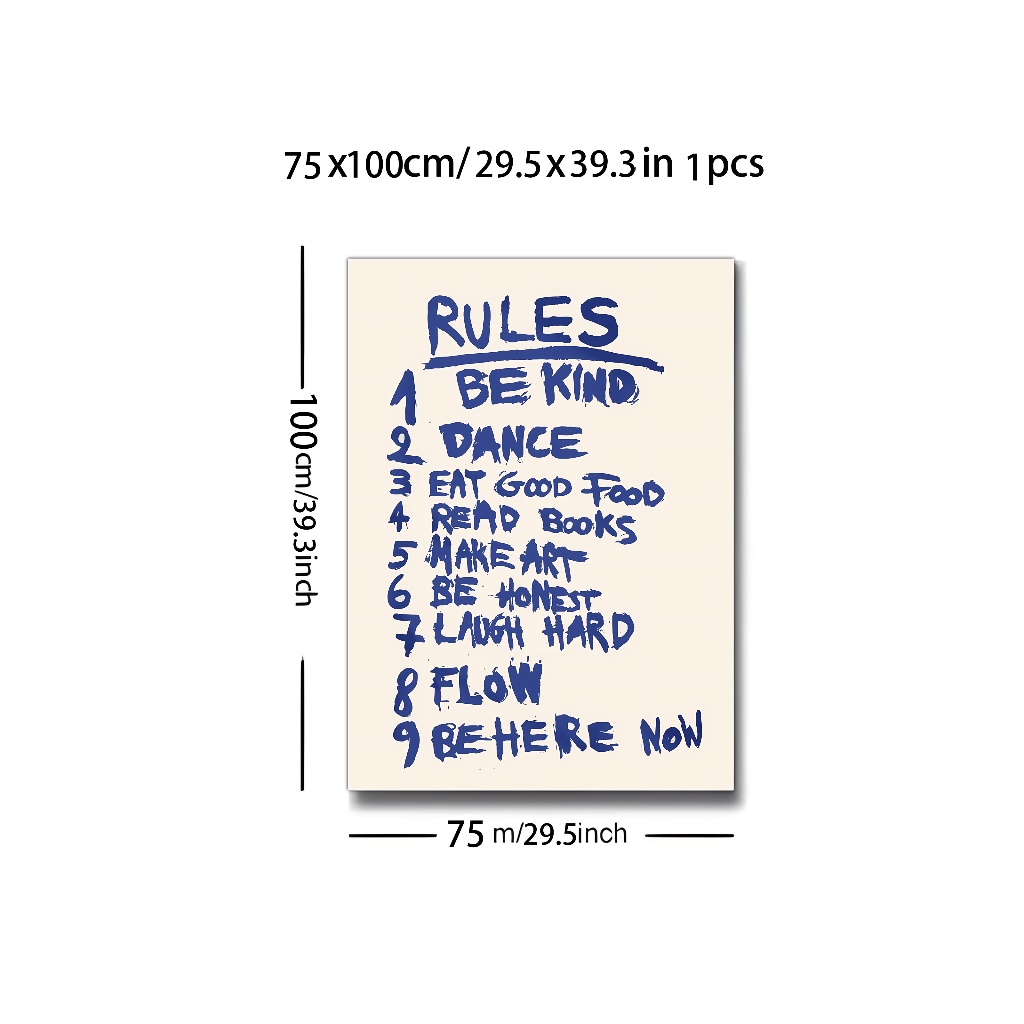 75x100cm/29.5x39.3in 1pcs
100cm/39.3inch
RULES
1 BE KIND
2 DANCE
3 EAT GOOD FOOD
4 READ BOOKS
5 MAKE ART
6 BE HONEST
7 LAUGH HARD
8 FLOW
9 BE HERE NOW
75 m/29.5inch